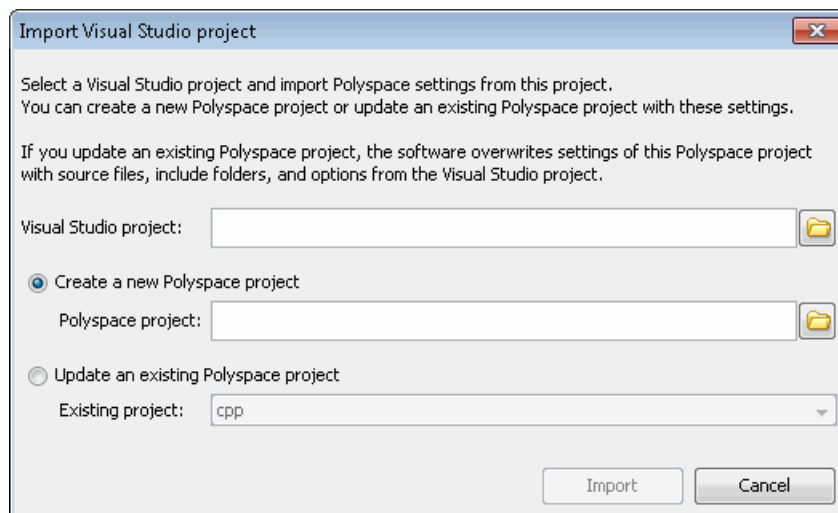 Import Visual Studio project
Select a Visual Studio project and import Polyspace settings from this project.
You can create a new Polyspace project or update an existing Polyspace project with these settings.
If you update an existing Polyspace project, the software overwrites settings of this Polyspace project
with source files, include folders, and options from the Visual Studio project.
Visual Studio project:
Create a new Polyspace project
Polyspace project:
Update an existing Polyspace project
Existing project: cpp
Import Cancel